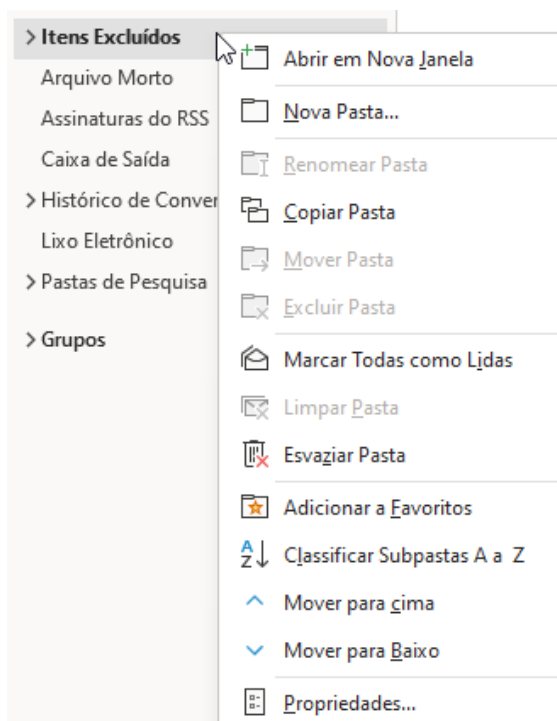 Itens Excluídos
Arquivo Morto
Assinaturas do RSS
Caixa de Saída
Histórico de Conver
Lixo Eletrônico
Pastas de Pesquisa
Grupos
Abrir em Nova Janela
Nova Pasta...
Renomear Pasta
Copiar Pasta
Mover Pasta
Excluir Pasta
Marcar Todas como Lidas
Limpar Pasta
Esvaziar Pasta
Adicionar a Favoritos
Classificar Subpastas A a Z
Mover para cima
Mover para Baixo
Propriedades...